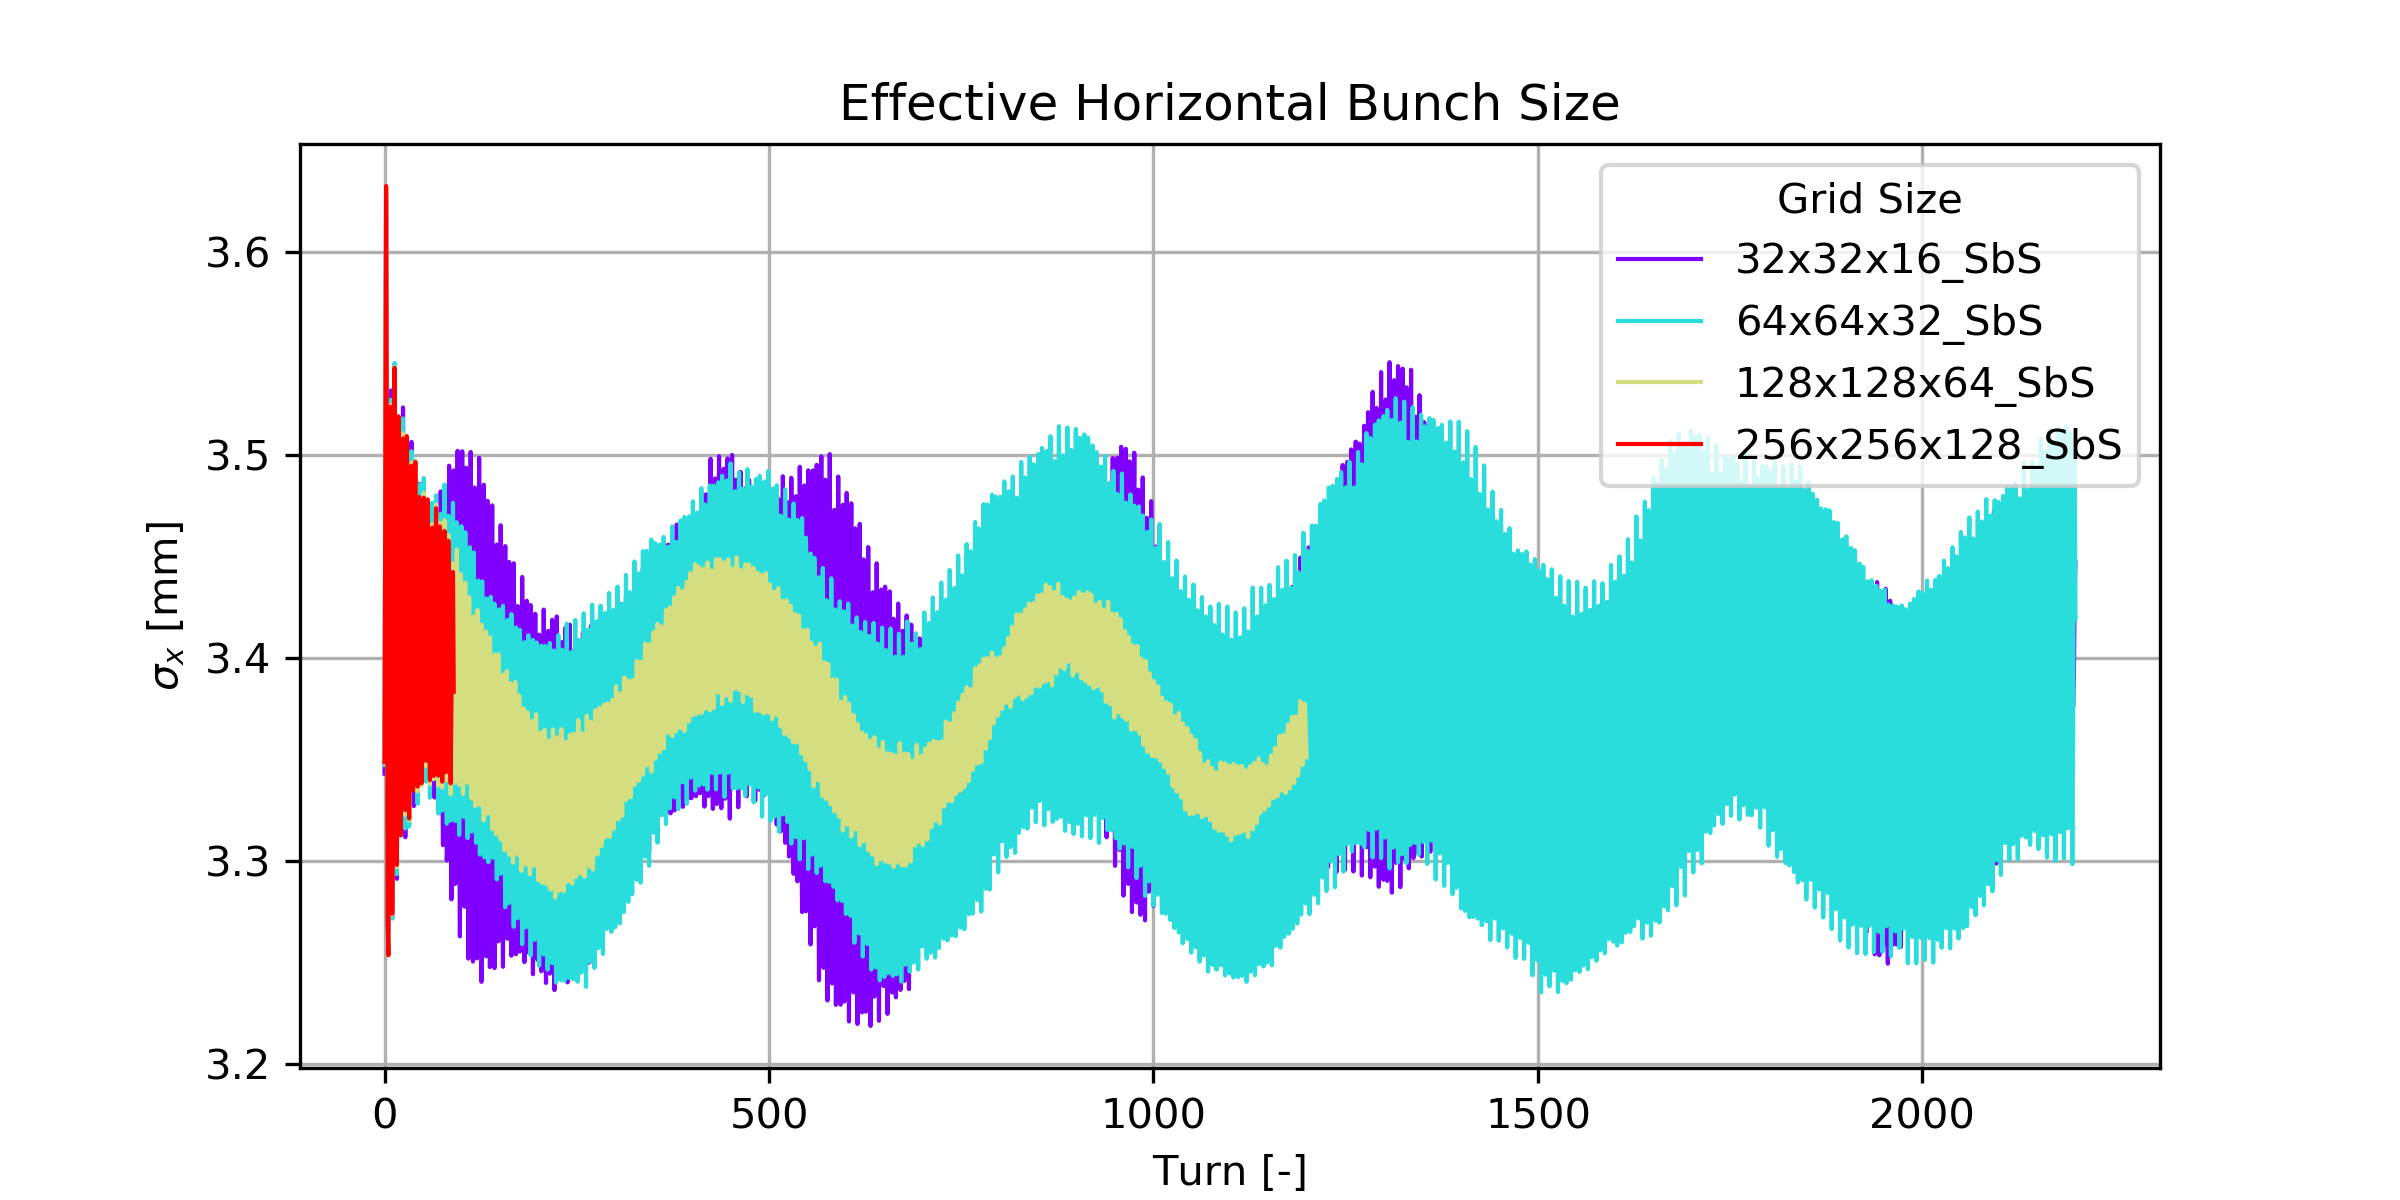 Effective Horizontal Bunch Size
σx [mm]
3.6
3.5
3.4
3.3
3.2
Grid Size
32x32x16_SbS
64x64x32_SbS
128x128x64_SbS
256x256x128_SbS
0 500 1000 1500 2000
Turn [-]